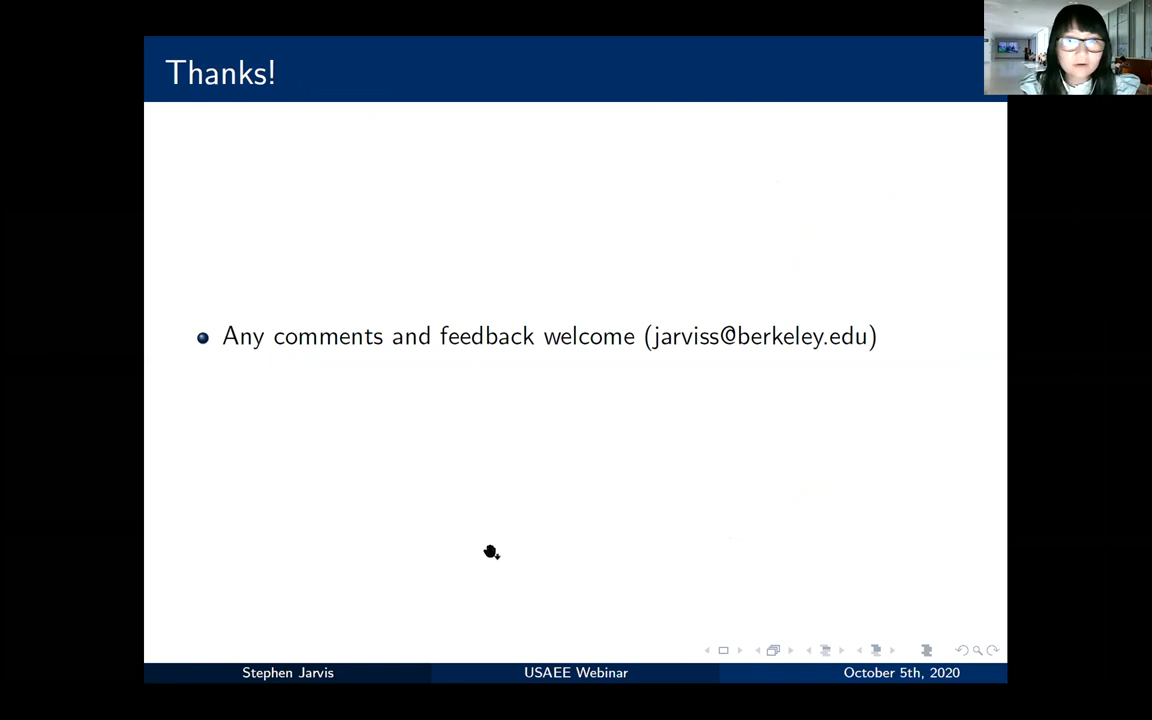 Thanks!
Any comments and feedback welcome (jarviss@berkeley.edu)
Stephen Jarvis
USAEE Webinar
October 5th, 2020